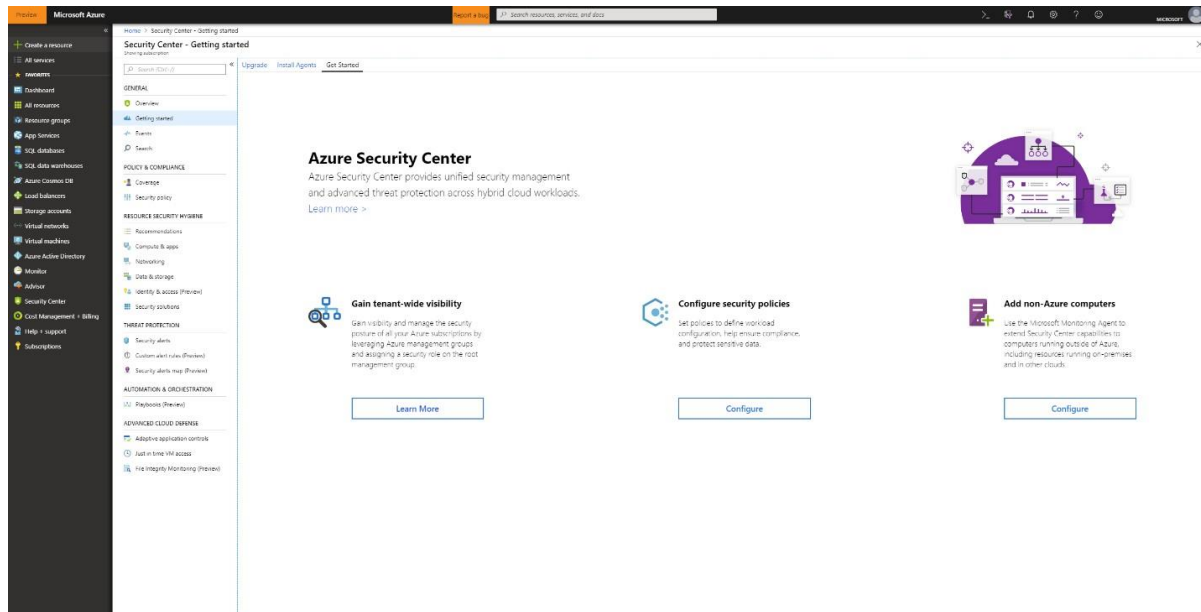 Preview
Microsoft Azure
Report a bug
Search resources, services, and docs
MICROSOFT
Create a resource
All services
FAVORITES
Dashboard
All resources
Resource groups
App Services
SQL databases
SQL data warehouses
Azure Cosmos DB
Load balancers
Storage accounts
Virtual networks
Virtual machines
Azure Active Directory
Monitor
Advisor
Security Center
Cost Management + Billing
Help + support
Subscriptions
Home > Security Center - Getting started
Security Center - Getting started
Showing subscription
Search (Ctrl+/)
GENERAL
Overview
Getting started
Events
Search
POLICY & COMPLIANCE
Coverage
Security policy
RESOURCE SECURITY HYGIENE
Recommendations
Compute & apps
Networking
Data & storage
Identity & access (Preview)
Security solutions
THREAT PROTECTION
Security alerts
Custom alert rules (Preview)
Security alerts map (Preview)
AUTOMATION & ORCHESTRATION
Playbooks (Preview)
ADVANCED CLOUD DEFENSE
Adaptive application controls
Just in time VM access
File Integrity Monitoring (Preview)
Upgrade Install Agents Get Started
Azure Security Center
Azure Security Center provides unified security management
and advanced threat protection across hybrid cloud workloads.
Learn more >
Gain tenant-wide visibility
Gain visibility and manage the security
posture of all your Azure subscriptions by
leveraging Azure management groups
and assigning a security role on the root
management group.
Learn More
Configure security policies
Set policies to define workload
configuration, help ensure compliance,
and protect sensitive data.
Configure
Add non-Azure computers
Use the Microsoft Monitoring Agent to
extend Security Center capabilities to
computers running outside of Azure,
including resources running on-premises
and in other clouds.
Configure